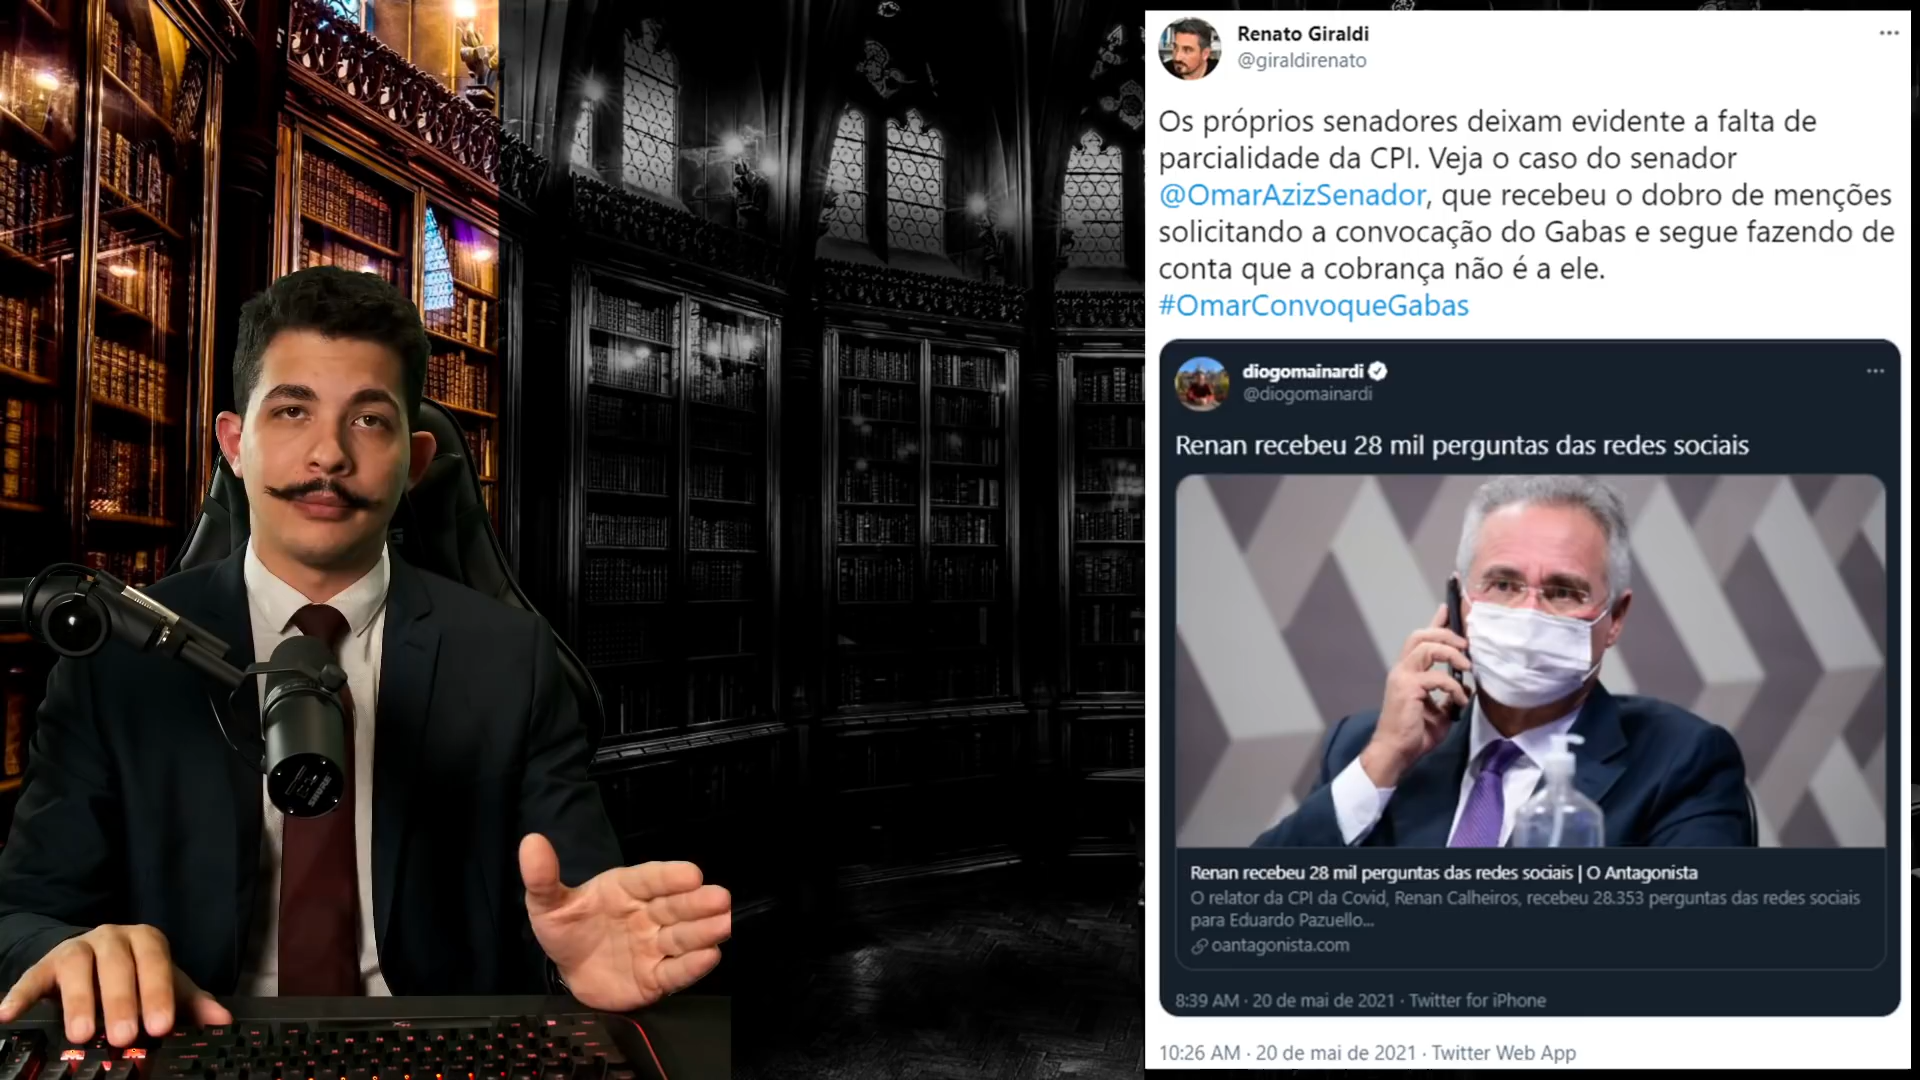 Renato Giraldi
@giraldirenato
Os próprios senadores deixam evidente a falta de
parcialidade da CPI. Veja o caso do senador
@OmarAzizSenador, que recebeu o dobro de menções
solicitando a convocação do Gabas e segue fazendo de
conta que a cobrança não é a ele.
#OmarConvoqueGabas
diogomainardi
@diogomainardi
Renan recebeu 28 mil perguntas das redes sociais
Renan recebeu 28 mil perguntas das redes sociais | O Antagonista
O relator da CPI da Covid, Renan Calheiros, recebeu 28.353 perguntas das redes sociais
para Eduardo Pazuello...
oantagonista.com
8:39 AM · 20 de mai de 2021 · Twitter for iPhone
10:26 AM · 20 de mai de 2021 · Twitter Web App
SHURE